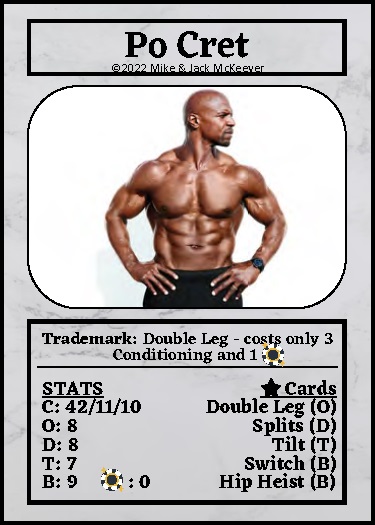 Po Cret
©2022 Mike & Jack McKeever
Trademark: Double Leg - costs only 3
Conditioning and 1
STATS
C: 42/11/10
O: 8
D: 8
T: 7
B: 9 : 0
★ Cards
Double Leg (O)
Splits (D)
Tilt (T)
Switch (B)
Hip Heist (B)